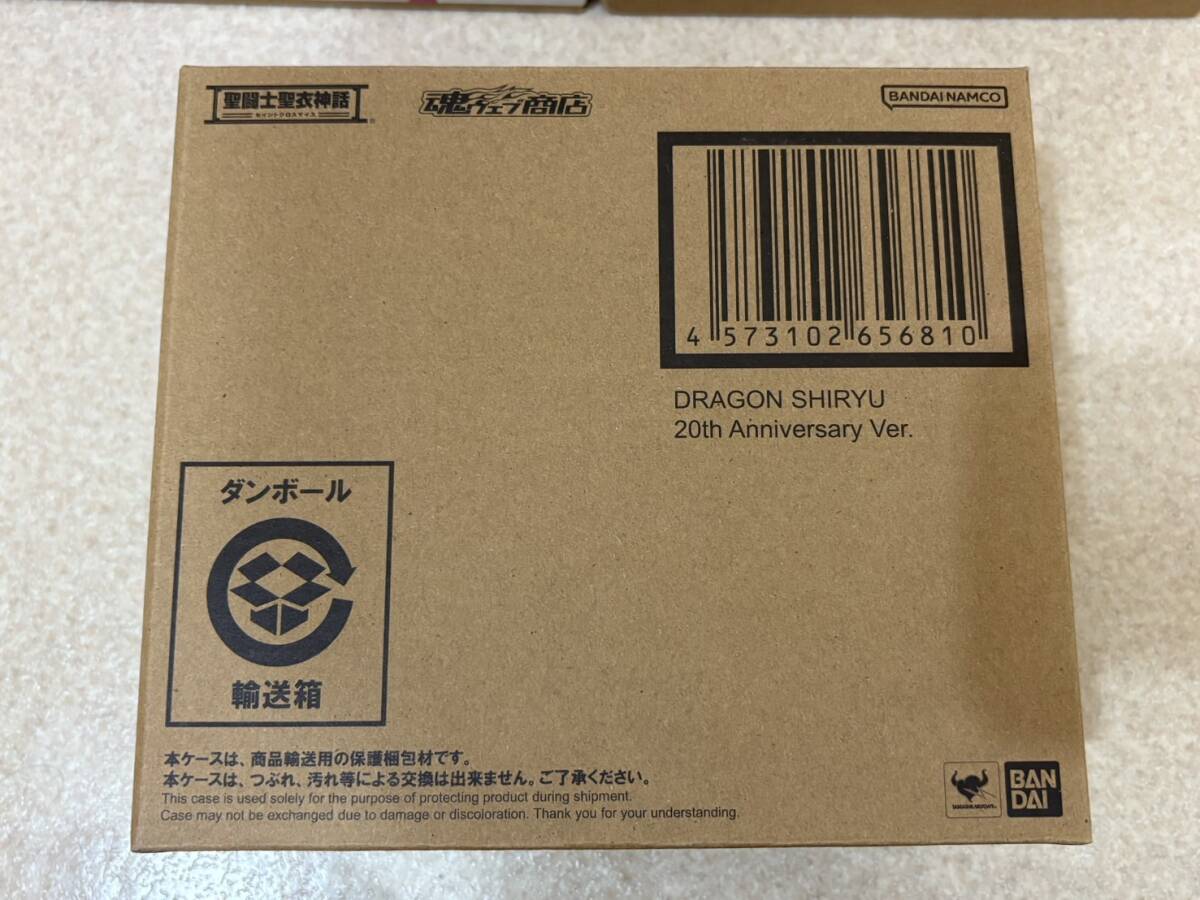 聖闘士聖衣神話
セイントクロスマイス
魂ウェブ商店
BANDAI NAMCO
4 573102 656810
DRAGON SHIRYU
20th Anniversary Ver.
ダンボール
輸送箱
本ケースは、商品輸送用の保護梱包材です。
本ケースは、つぶれ、汚れ等による交換は出来ません。ご了承ください。
This case is used solely for the purpose of protecting product during shipment.
Case may not be exchanged due to damage or discoloration. Thank you for your understanding.
TAMASHII NATIONS
BAN
DAI